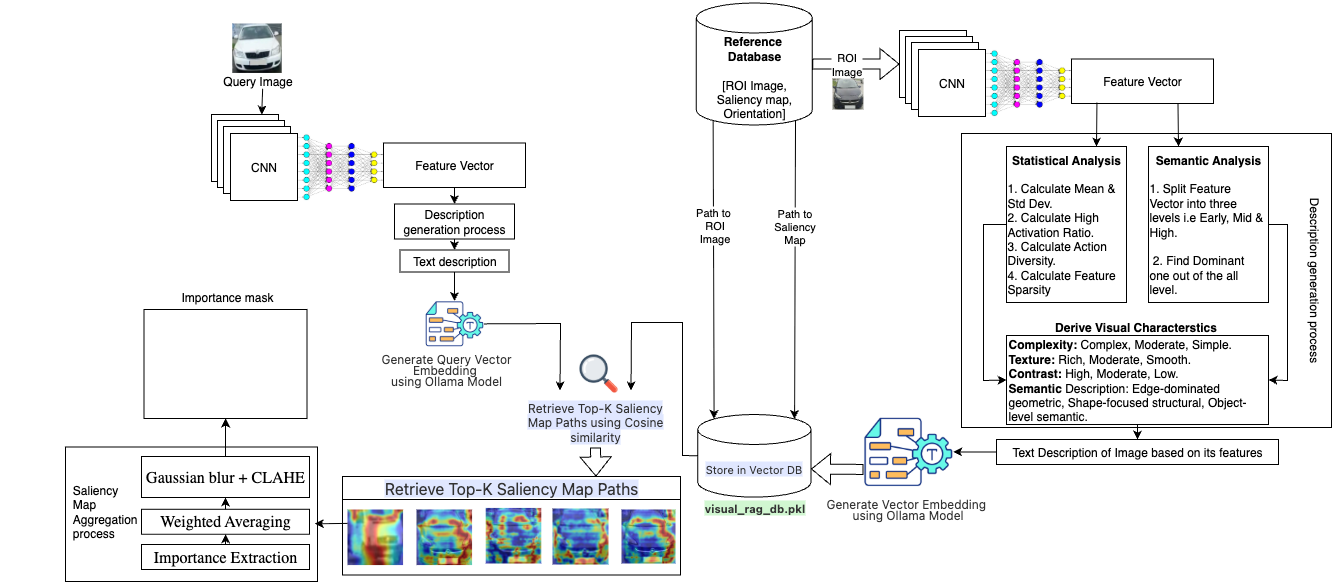 Query Image
CNN
Feature Vector
Description
generation process
Text description
Generate Query Vector
Embedding
using Ollama Model
Reference
Database
[ROI Image,
Saliency map,
Orientation]
ROI
Image
CNN
Feature Vector
Statistical Analysis
1. Calculate Mean &
Std Dev.
2. Calculate High
Activation Ratio.
3. Calculate Action
Diversity.
4. Calculate Feature
Sparsity
Semantic Analysis
1. Split Feature
Vector into three
levels i.e Early, Mid &
High.
2. Find Dominant
one out of the all
level.
Description generation process
Derive Visual Characterstics
Complexity: Complex, Moderate, Simple.
Texture: Rich, Moderate, Smooth.
Contrast: High, Moderate, Low.
Semantic Description: Edge-dominated
geometric, Shape-focused structural, Object-
level semantic.
Text Description of Image based on its features
T
Generate Vector Embedding
using Ollama Model
Path to
ROI
Image
Path to
Saliency
Map
Store in Vector DB
visual_rag_db.pkl
T
Retrieve Top-K Saliency
Map Paths using Cosine
similarity
Retrieve Top-K Saliency Map Paths
Importance mask
Saliency
Map
Aggregation
process
Gaussian blur + CLAHE
Weighted Averaging
Importance Extraction